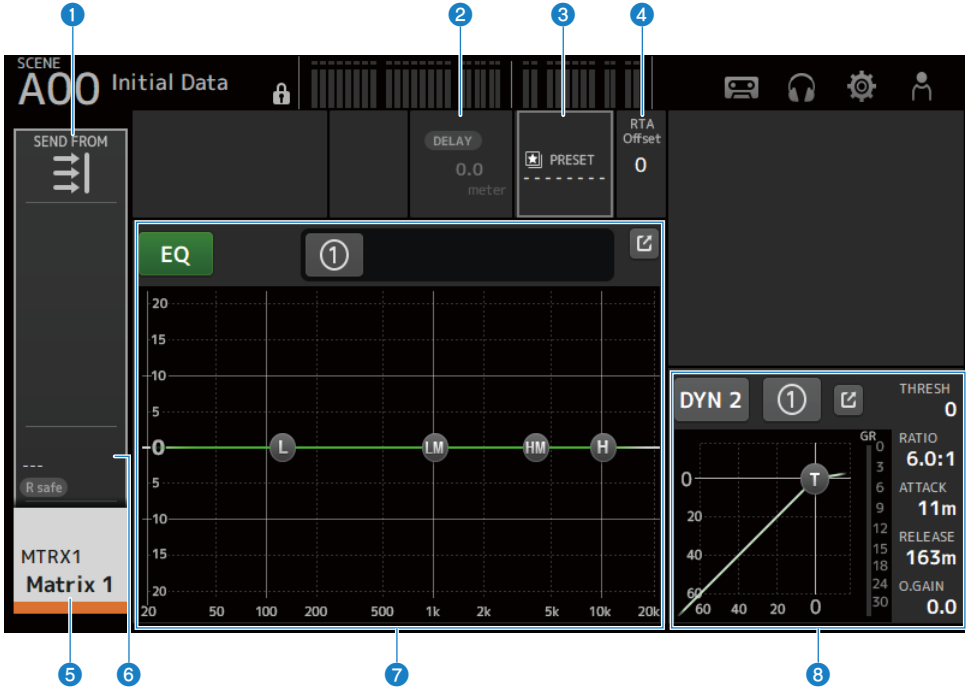 1 2 3 4
SCENE
A00 Initial Data
SEND FROM
DELAY
0.0
meter
PRESET
--------
RTA
Offset
0
---
R safe
MTRX1
Matrix 1
EQ 1
20
15
10
5
0
5
10
15
20
L LM HM H
20 50 100 200 500 1k 2k 5k 10k 20k
DYN 2 1
0
20
40
60
T
60 40 20 0
GR
0
3
6
9
12
15
18
24
30
THRESH
0
RATIO
6.0:1
ATTACK
11m
RELEASE
163m
O.GAIN
0.0
5 6 7 8